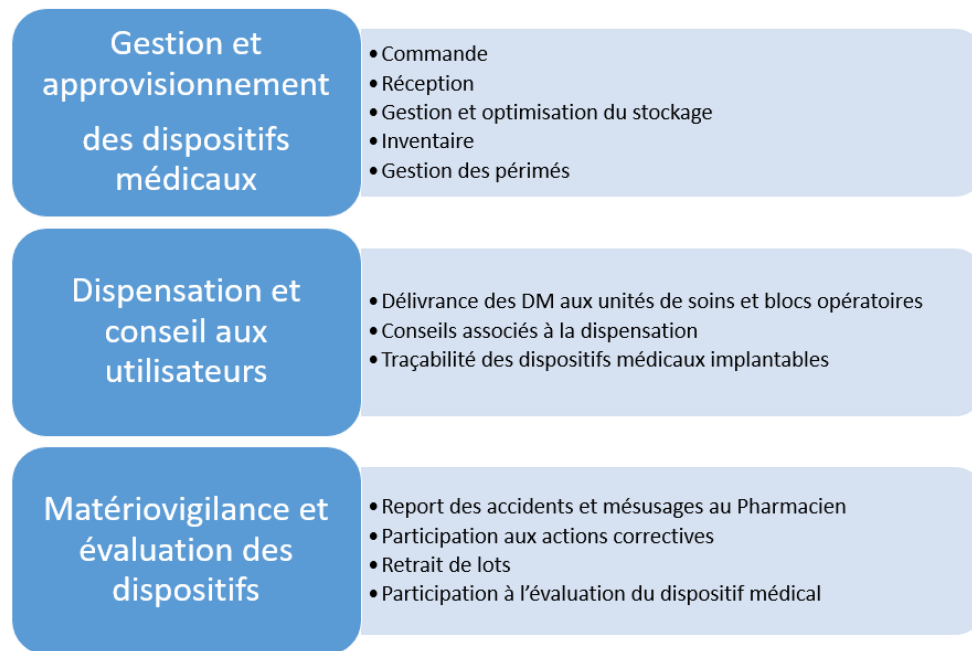 Gestion et
approvisionnement
des dispositifs
médicaux
• Commande
• Réception
• Gestion et optimisation du stockage
• Inventaire
• Gestion des périmés
Dispensation et
conseil aux
utilisateurs
• Délivrance des DM aux unités de soins et blocs opératoires
• Conseils associés à la dispensation
• Traçabilité des dispositifs médicaux implantables
Matèriovigilance et
évaluation des
dispositifs
• Report des accidents et mésusages au Pharmacien
• Participation aux actions correctives
• Retrait de lots
• Participation à l’évaluation du dispositif médical